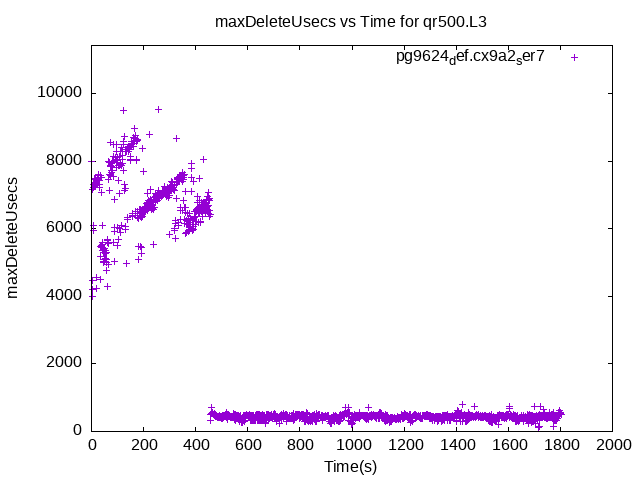 maxDeleteUsecs vs Time for qr500.L3
pg9624def.cx9a2ser7
10000
8000
6000
4000
2000
0
maxDeleteUsecs
0 200 400 600 800 1000 1200 1400 1600 1800 2000
Time(s)